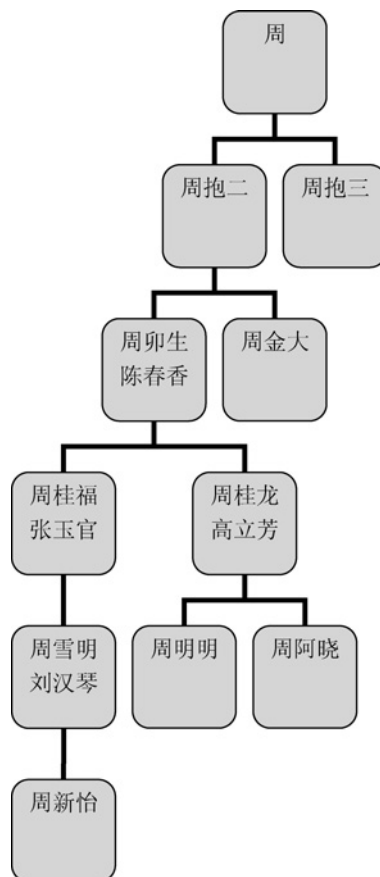 周
周抱二
周抱三
周卯生
陈春香
周金大
周桂福
张玉官
周桂龙
高立芳
周雪明
刘汉琴
周明明
周阿晓
周新怡